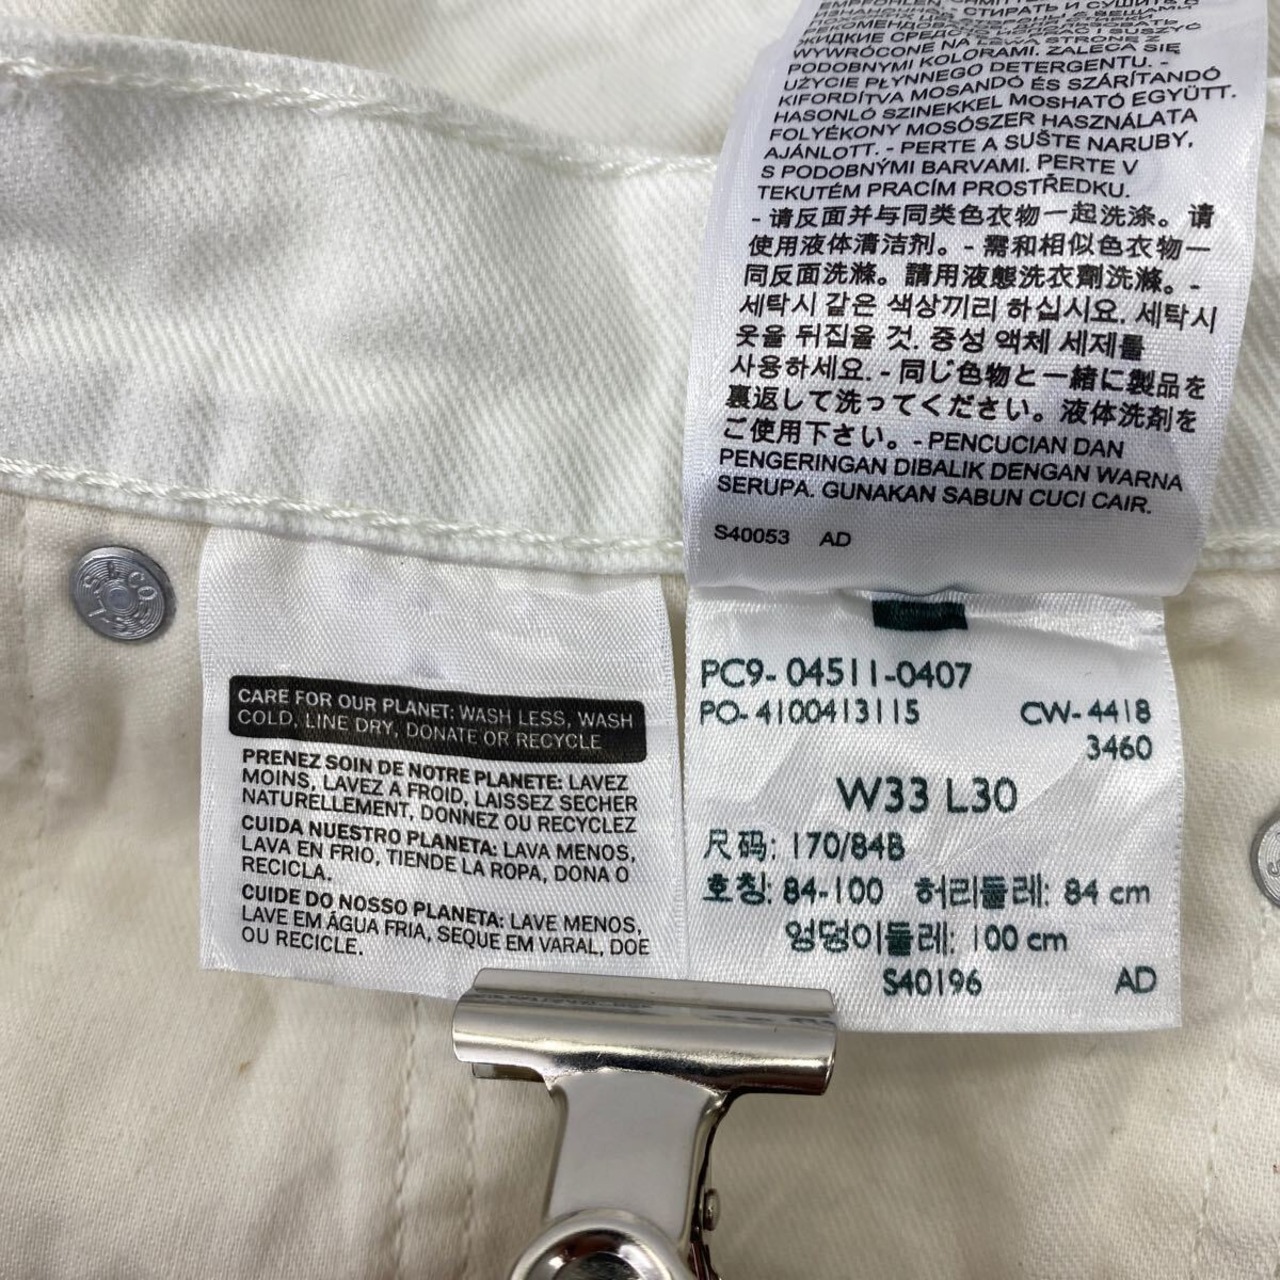 EMPFOHLEN
- СТИРАТЬ И СУШИТЬ С
WYWRÓCONE NA LEWĄ STRONĘ Z
PODOBNYMI KOLORAMI. ZALECA SIĘ
UŻYCIE PŁYNNEGO DETERGENTU. -
KIFORDÍTVA MOSANDÓ ÉS SZÁRÍTANDÓ
HASONLÓ SZINEKKEL MOSHATÓ EGYÜTT.
FOLYÉKONY MOSÓSZER HASZNÁLATA
AJÁNLOTT. - PERTE A SUŠTE NARUBY,
S PODOBNÝMI BARVAMI. PERTE V
TEKUTÉM PRACÍM PROSTŘEDKU.
- 请反面并与同类色衣物一起洗涤。请
使用液体清洁剂。- 需和相似色衣物一
同反面洗滌。請用液態洗衣劑洗滌。-
세탁시 같은 색상끼리 하십시요. 세탁시
옷을 뒤집을 것. 중성 액체 세제를
사용하세요. - 同じ色物と一緒に製品を
裏返して洗ってください。液体洗剤を
ご使用下さい。- PENCUCIAN DAN
PENGERINGAN DIBALIK DENGAN WARNA
SERUPA. GUNAKAN SABUN CUCI CAIR.
S40053 AD
CARE FOR OUR PLANET: WASH LESS, WASH
COLD, LINE DRY, DONATE OR RECYCLE
PRENEZ SOIN DE NOTRE PLANETE: LAVEZ
MOINS, LAVEZ A FROID, LAISSEZ SECHER
NATURELLEMENT, DONNEZ OU RECYCLEZ
CUIDA NUESTRO PLANETA: LAVA MENOS,
LAVA EN FRIO, TIENDE LA ROPA, DONA O
RECICLA.
CUIDE DO NOSSO PLANETA: LAVE MENOS,
LAVE EM ÁGUA FRIA, SEQUE EM VARAL, DOE
OU RECICLE.
PC9- 04511-0407
PO- 4100413115 CW- 4418
3460
W33 L30
尺码: 170/84B
호칭: 84-100 허리둘레: 84 cm
엉덩이둘레: 100 cm
S40196 AD
L.S.&CO